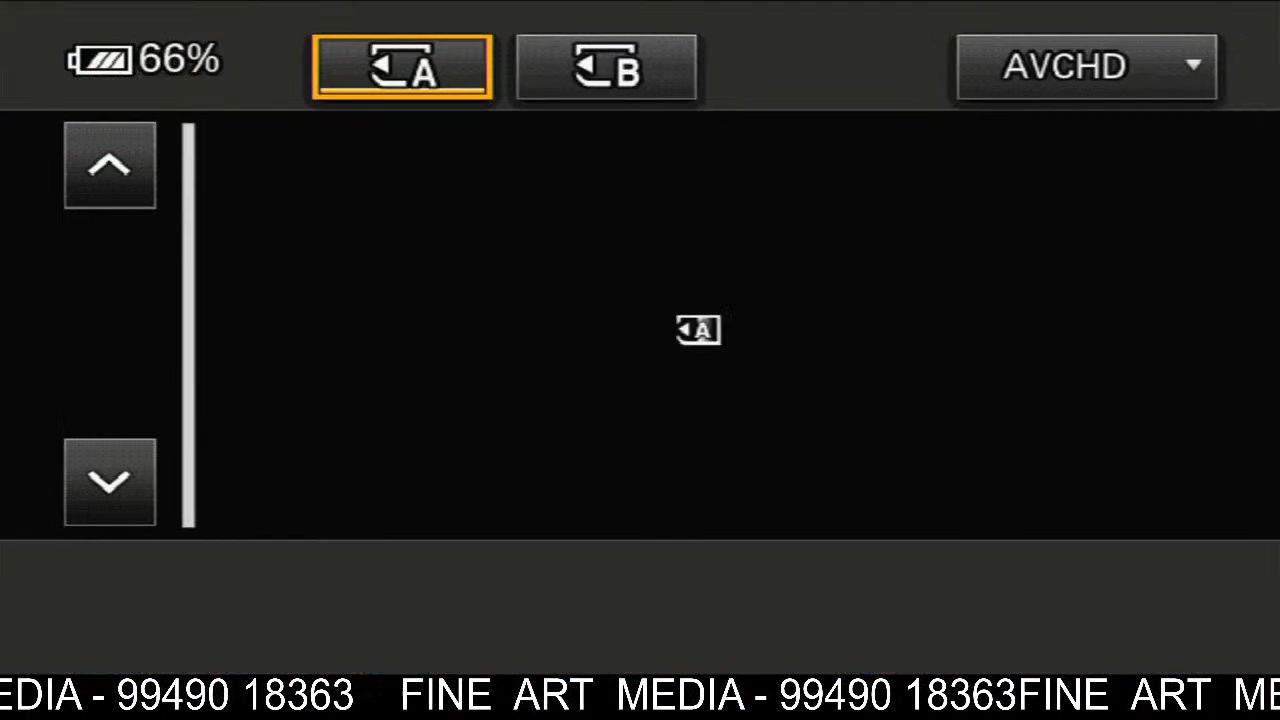 66%
A
B
AVCHD
A
EDIA - 99490 18363 FINE ART MEDIA - 99490 18363FINE ART ME